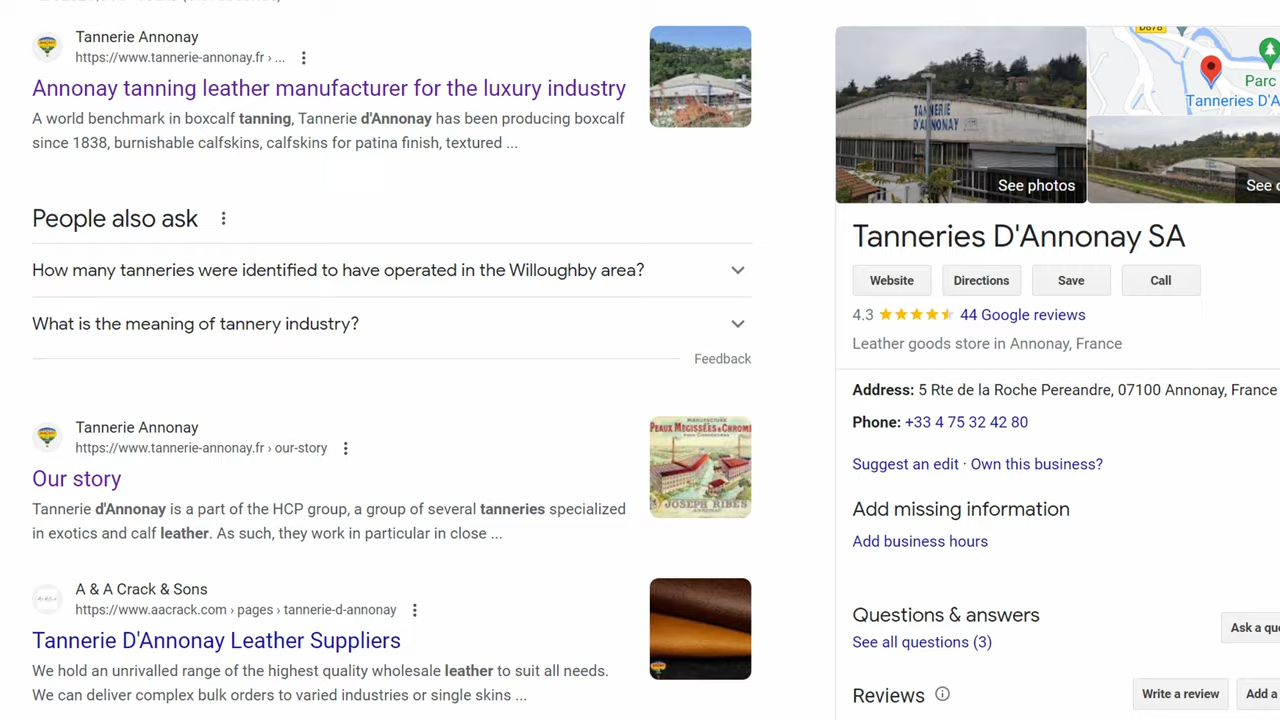 Tannerie Annonay
https://www.tannerie-annonay.fr › ...
Annonay tanning leather manufacturer for the luxury industry
A world benchmark in boxcalf tanning, Tannerie d'Annonay has been producing boxcalf
since 1838, burnishable calfskins, calfskins for patina finish, textured ...
People also ask
How many tanneries were identified to have operated in the Willoughby area?
What is the meaning of tannery industry?
Feedback
Tannerie Annonay
https://www.tannerie-annonay.fr › our-story
Our story
Tannerie d'Annonay is a part of the HCP group, a group of several tanneries specialized
in exotics and calf leather. As such, they work in particular in close ...
MANUFACTURE
PEAUX MÉGISSÉES & CHROME
JOSEPH RIBES
ANNONAY
A & A Crack & Sons
https://www.aacrack.com › pages › tannerie-d-annonay
Tannerie D'Annonay Leather Suppliers
We hold an unrivalled range of the highest quality wholesale leather to suit all needs.
We can deliver complex bulk orders to varied industries or single skins ...
TANNERIE
D'ANNONAY
See photos
D878
Parc
Tanneries D'A
See
Tanneries D'Annonay SA
Website Directions Save Call
4.3 44 Google reviews
Leather goods store in Annonay, France
Address: 5 Rte de la Roche Pereandre, 07100 Annonay, France
Phone: +33 4 75 32 42 80
Suggest an edit · Own this business?
Add missing information
Add business hours
Questions & answers
See all questions (3)
Ask a que
Reviews
Write a review
Add a